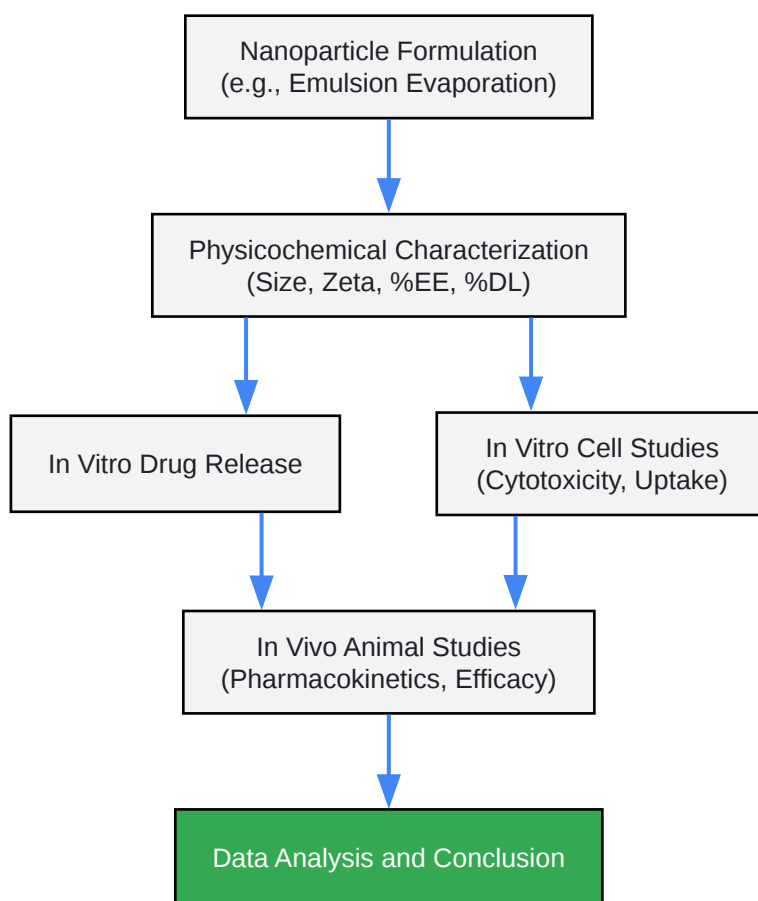 Nanoparticle Formulation
(e.g., Emulsion Evaporation)
Physicochemical Characterization
(Size, Zeta, %EE, %DL)
In Vitro Drug Release
In Vitro Cell Studies
(Cytotoxicity, Uptake)
In Vivo Animal Studies
(Pharmacokinetics, Efficacy)
Data Analysis and Conclusion